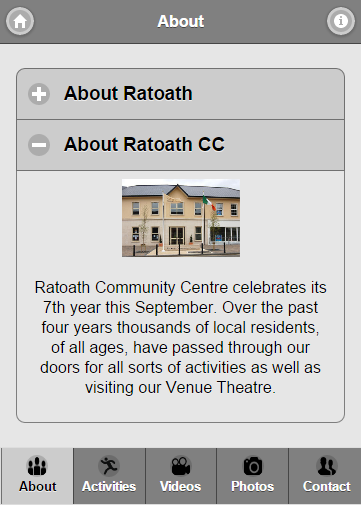 About
About Ratoath
About Ratoath CC
Ratoath Community Centre celebrates its
7th year this September. Over the past
four years thousands of local residents,
of all ages, have passed through our
doors for all sorts of activities as well as
visiting our Venue Theatre.
About Activities Videos Photos Contact